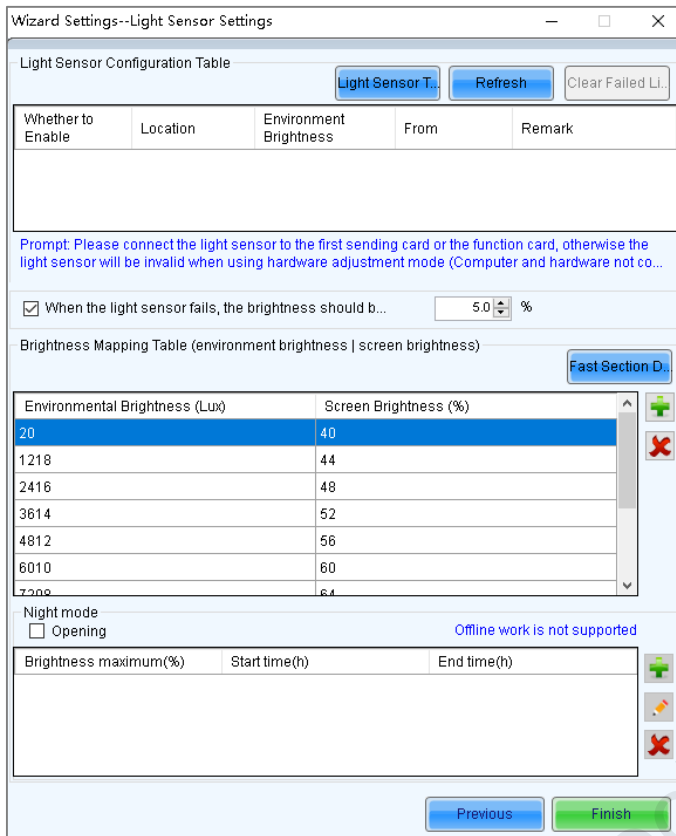 Wizard Settings--Light Sensor Settings
Light Sensor Configuration Table
Light Sensor T... Refresh Clear Failed Li..
Whether to Enable Location Environment Brightness From Remark
Prompt: Please connect the light sensor to the first sending card or the function card, otherwise the
light sensor will be invalid when using hardware adjustment mode (Computer and hardware not co...
When the light sensor fails, the brightness should b... 5.0 %
Brightness Mapping Table (environment brightness | screen brightness)
Fast Section D...
Environmental Brightness (Lux) Screen Brightness (%)
20 40
1218 44
2416 48
3614 52
4812 56
6010 60
7208 64
Night mode
Opening Offline work is not supported
Brightness maximum(%) Start time(h) End time(h)
Previous Finish